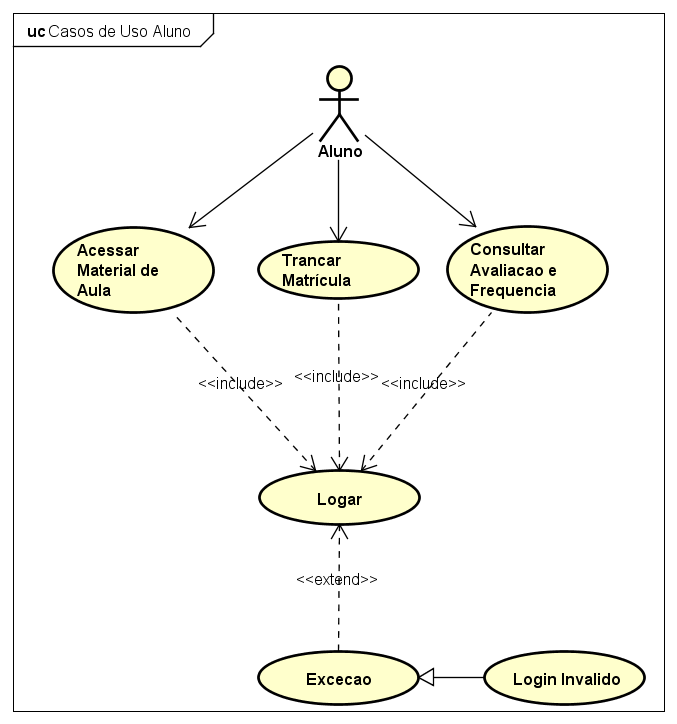 uc Casos de Uso Aluno
Aluno
Acessar
Material de
Aula
Trancar
Matrícula
Consultar
Avaliacao e
Frequencia
<<include>>
<<include>>
<<include>>
Logar
<<extend>>
Excecao
Login Invalido